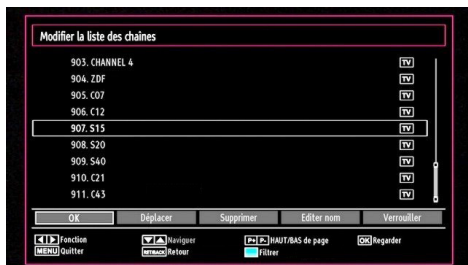 Modifier la liste des chaînes
903. CHANNEL 4 TV
904. ZDF TV
905. C07 TV
906. C12 TV
907. S15 TV
908. S20 TV
909. S40 TV
910. C21 TV
911. C43 TV
OK Déplacer Supprimer Editer nom Verrouiller
Fonction Naviguer P+ P- HAUT/BAS de page OK Regarder
MENU Quitter RET/BACK Retour Filtrer